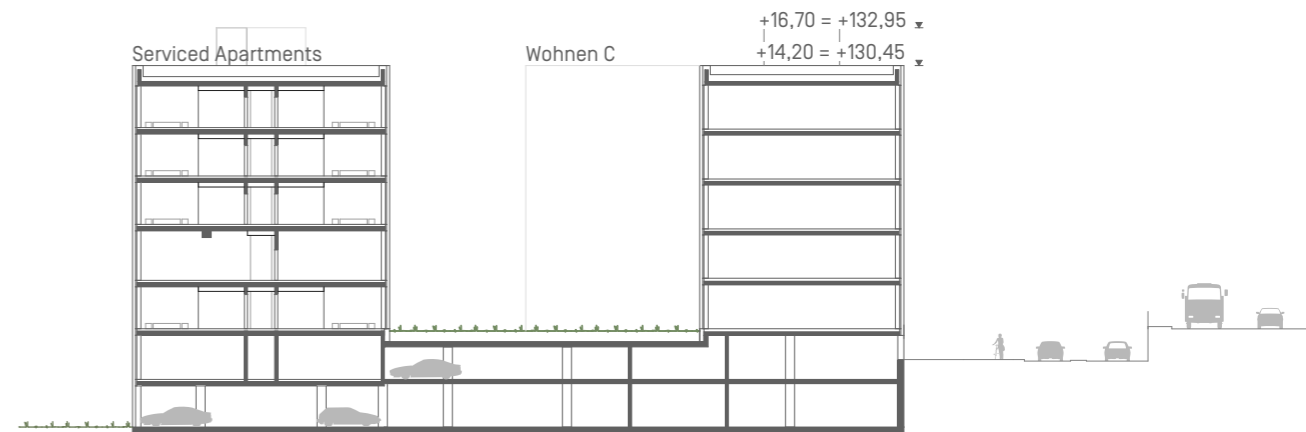 +16,70 = +132,95
Serviced Apartments
Wohnen C
+14,20 = +130,45